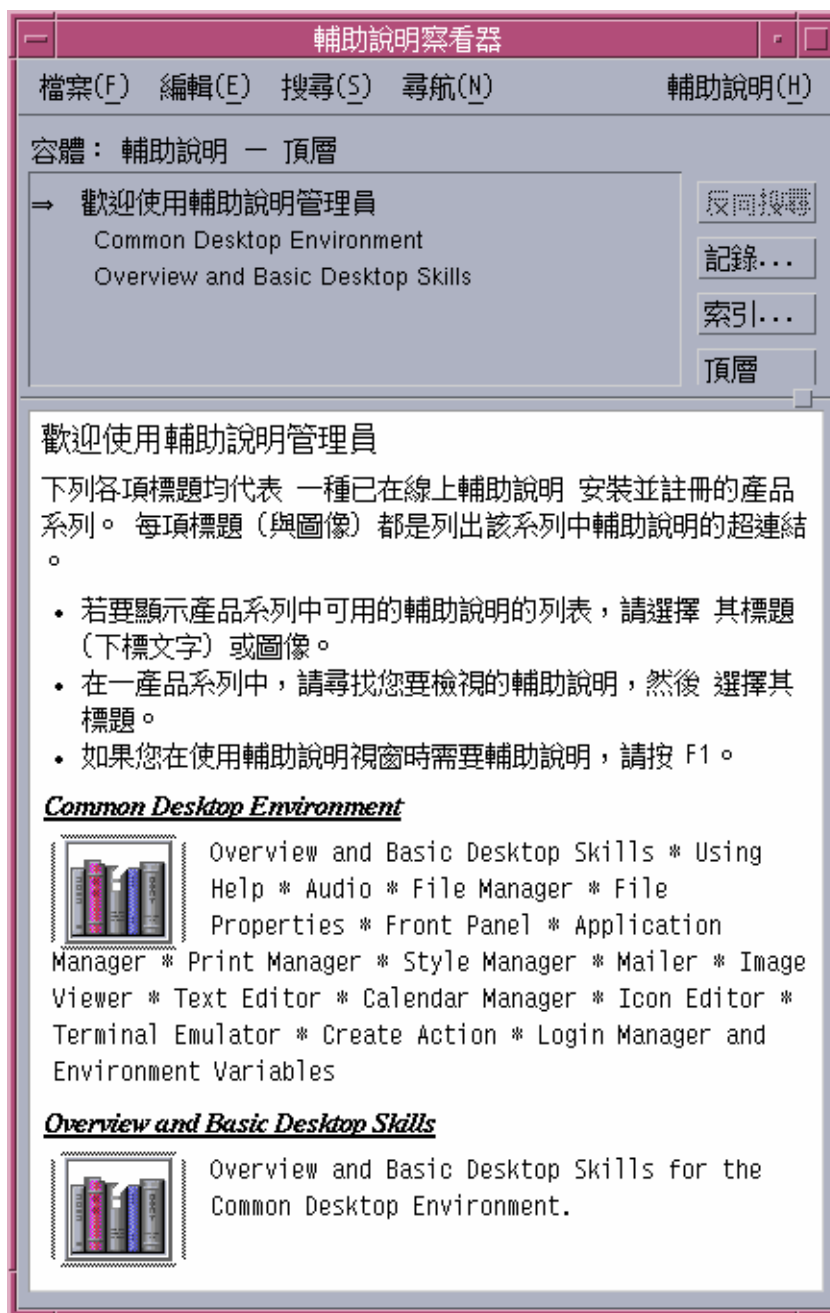 輔助說明察看器
檔案(F) 編輯(E) 搜尋(S) 尋航(N) 輔助說明(H)
容體： 輔助說明 － 頂層
⇒ 歡迎使用輔助說明管理員
Common Desktop Environment
Overview and Basic Desktop Skills
反向搜尋
記錄...
索引...
頂層
歡迎使用輔助說明管理員
下列各項標題均代表 一種已在線上輔助說明 安裝並註冊的產品
系列。 每項標題（與圖像）都是列出該系列中輔助說明的超連結
。
• 若要顯示產品系列中可用的輔助說明的列表，請選擇 其標題
（下標文字）或圖像。
• 在一產品系列中，請尋找您要檢視的輔助說明，然後 選擇其
標題。
• 如果您在使用輔助說明視窗時需要輔助說明，請按 F1。
Common Desktop Environment
Overview and Basic Desktop Skills * Using
Help * Audio * File Manager * File
Properties * Front Panel * Application
Manager * Print Manager * Style Manager * Mailer * Image
Viewer * Text Editor * Calendar Manager * Icon Editor *
Terminal Emulator * Create Action * Login Manager and
Environment Variables
Overview and Basic Desktop Skills
Overview and Basic Desktop Skills for the
Common Desktop Environment.